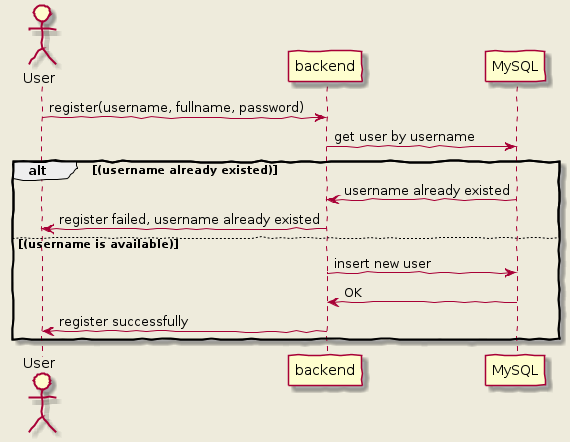 User
backend
MySQL
register(username, fullname, password)
get user by username
alt
[(username already existed)]
username already existed
register failed, username already existed
[(username is available)]
insert new user
OK
register successfully
User
backend
MySQL